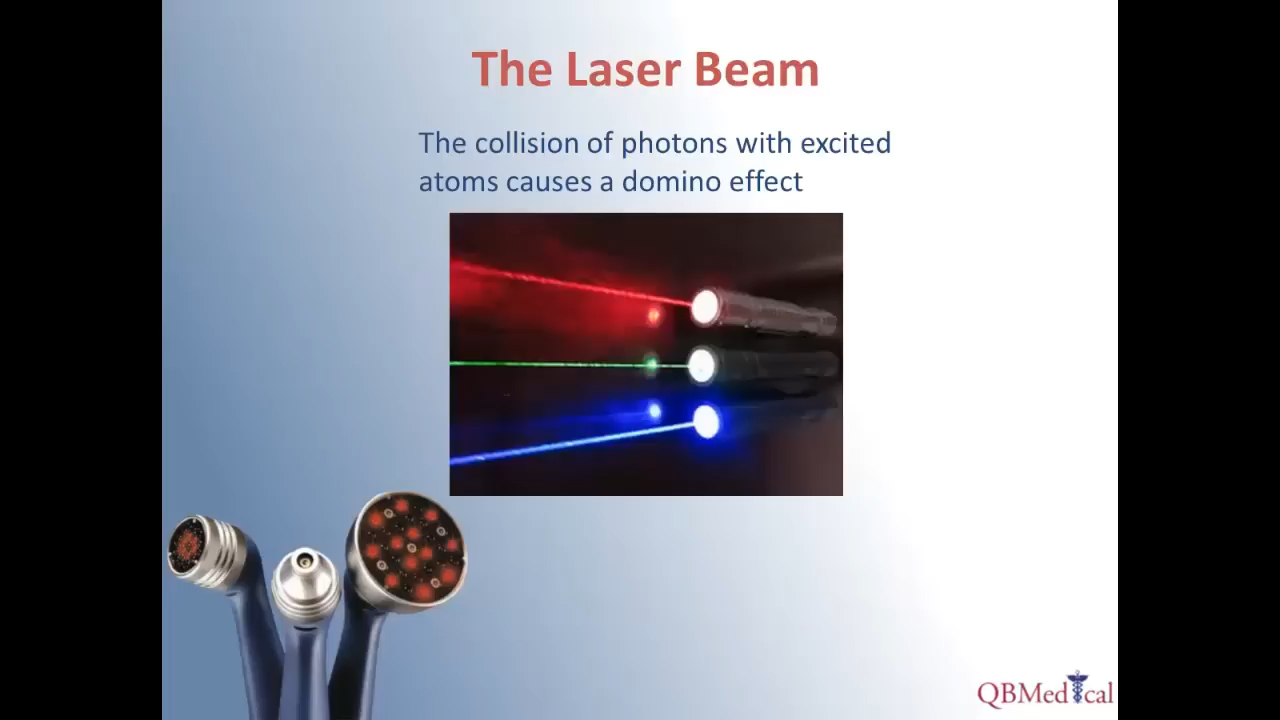 The Laser Beam
The collision of photons with excited
atoms causes a domino effect
QBMedical